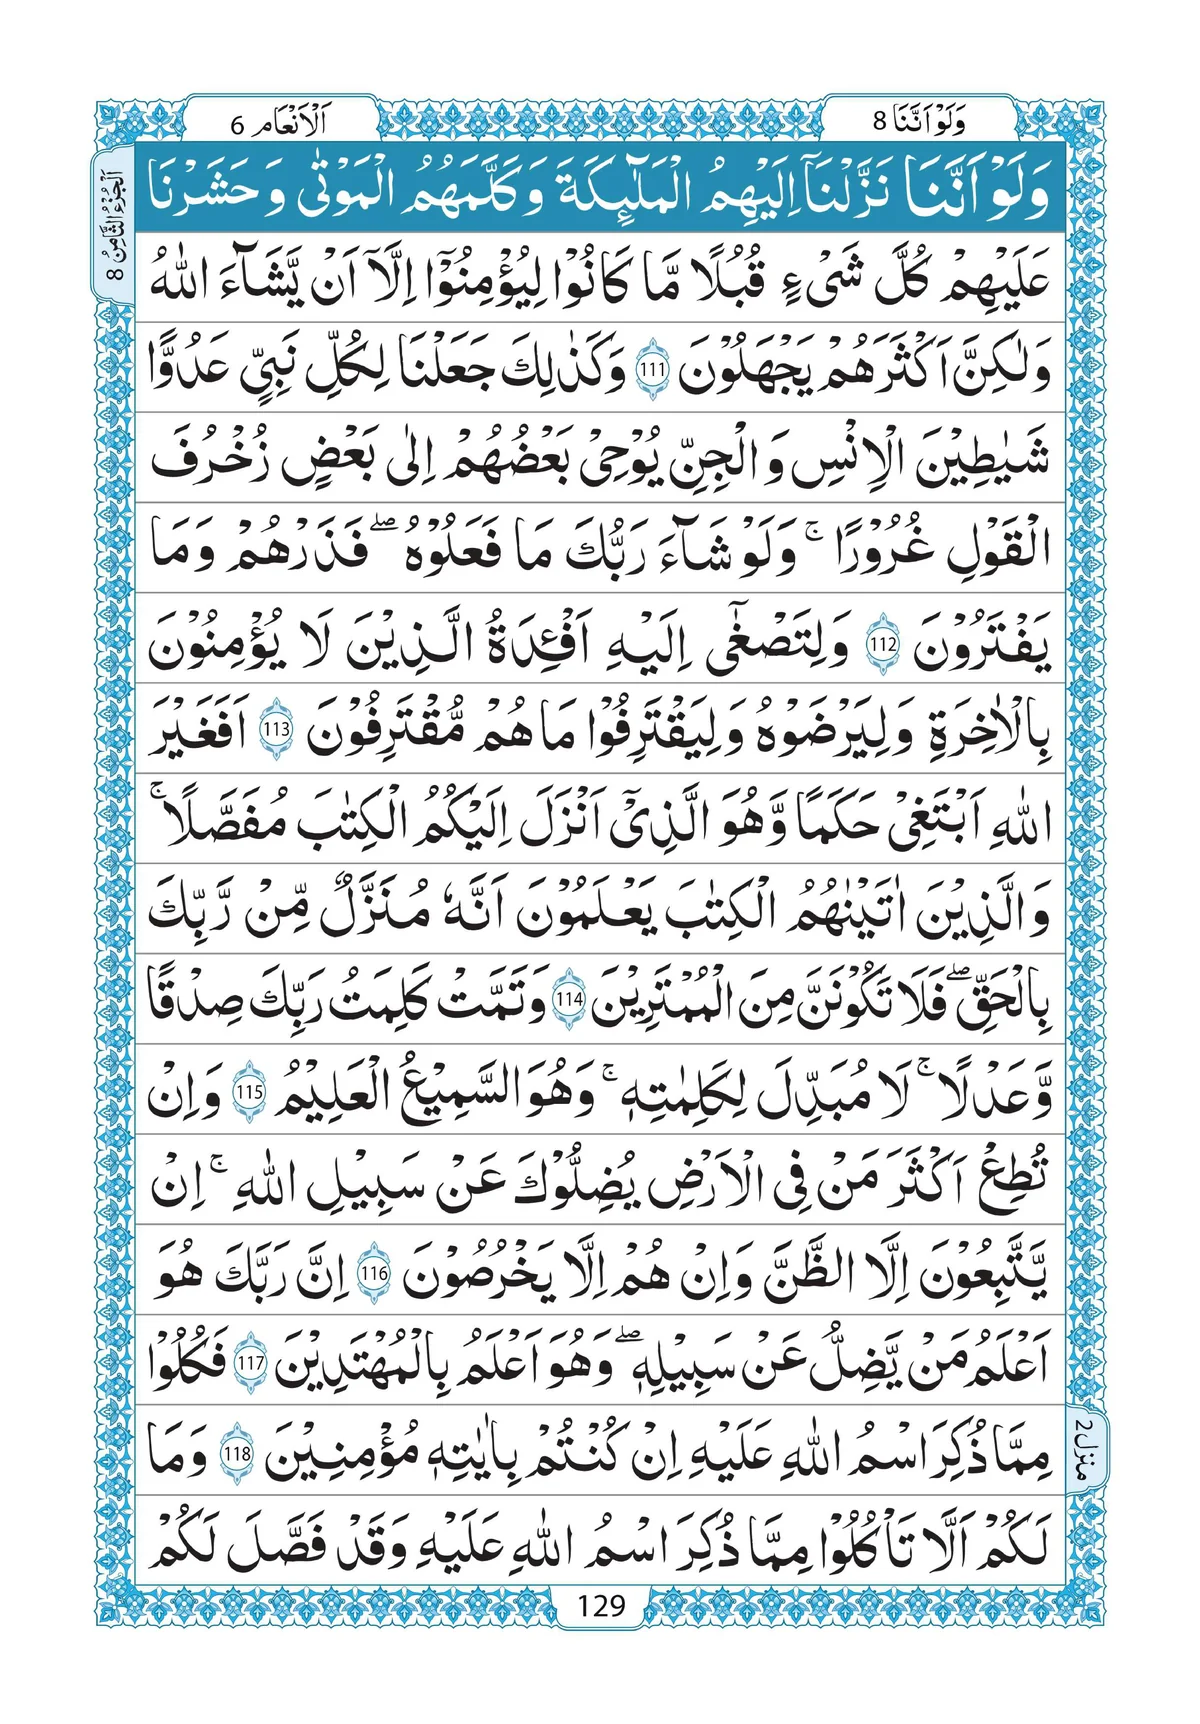 اَلْاَنْعَام 6
وَلَوْ اَنَّنَا 8
اَلْجُزْءُ الثَّامِنُ 8
وَلَوْ اَنَّنَا نَزَّلْنَاۤ اِلَيْهِمُ الْمَلٰٓئِكَةَ وَكَلَّمَهُمُ الْمَوْتٰى وَحَشَرْنَا
عَلَيْهِمْ كُلَّ شَیْءٍ قُبُلًا مَّا كَانُوْا لِيُؤْمِنُوْۤا اِلَّاۤ اَنْ يَّشَآءَ اللّٰهُ
وَلٰكِنَّ اَكْثَرَهُمْ يَجْهَلُوْنَ 111 وَكَذٰلِكَ جَعَلْنَا لِكُلِّ نَبِیٍّ عَدُوًّا
شَيٰطِيْنَ الْاِنْسِ وَالْجِنِّ يُوْحِیْ بَعْضُهُمْ اِلٰى بَعْضٍ زُخْرُفَ
الْقَوْلِ غُرُوْرًا ۚ وَلَوْ شَآءَ رَبُّكَ مَا فَعَلُوْهُ ۖ فَذَرْهُمْ وَمَا
يَفْتَرُوْنَ 112 وَلِتَصْغٰۤى اِلَيْهِ اَفْـِٕدَةُ الَّذِيْنَ لَا يُؤْمِنُوْنَ
بِالْاٰخِرَةِ وَلِيَرْضَوْهُ وَلِيَقْتَرِفُوْا مَا هُمْ مُّقْتَرِفُوْنَ 113 اَفَغَيْرَ
اللّٰهِ اَبْتَغِیْ حَكَمًا وَّهُوَ الَّذِیْۤ اَنْزَلَ اِلَيْكُمُ الْكِتٰبَ مُفَصَّلًا ۚ
وَالَّذِيْنَ اٰتَيْنٰهُمُ الْكِتٰبَ يَعْلَمُوْنَ اَنَّهٗ مُنَزَّلٌ مِّنْ رَّبِّكَ
بِالْحَقِّ ۖ فَلَا تَكُوْنَنَّ مِنَ الْمُمْتَرِيْنَ 114 وَتَمَّتْ كَلِمَتُ رَبِّكَ صِدْقًا
وَّعَدْلًا ۚ لَا مُبَدِّلَ لِكَلِمٰتِهٖ ۚ وَهُوَ السَّمِيْعُ الْعَلِيْمُ 115 وَاِنْ
تُطِعْ اَكْثَرَ مَنْ فِی الْاَرْضِ يُضِلُّوْكَ عَنْ سَبِيْلِ اللّٰهِ ۚ اِنْ
يَّتَّبِعُوْنَ اِلَّا الظَّنَّ وَاِنْ هُمْ اِلَّا يَخْرُصُوْنَ 116 اِنَّ رَبَّكَ هُوَ
اَعْلَمُ مَنْ يَّضِلُّ عَنْ سَبِيْلِهٖ ۖ وَهُوَ اَعْلَمُ بِالْمُهْتَدِيْنَ 117 فَكُلُوْا
مِمَّا ذُكِرَ اسْمُ اللّٰهِ عَلَيْهِ اِنْ كُنْتُمْ بِاٰيٰتِهٖ مُؤْمِنِيْنَ 118 وَمَا
لَكُمْ اَلَّا تَاْكُلُوْا مِمَّا ذُكِرَ اسْمُ اللّٰهِ عَلَيْهِ وَقَدْ فَصَّلَ لَكُمْ
منزل 2
129